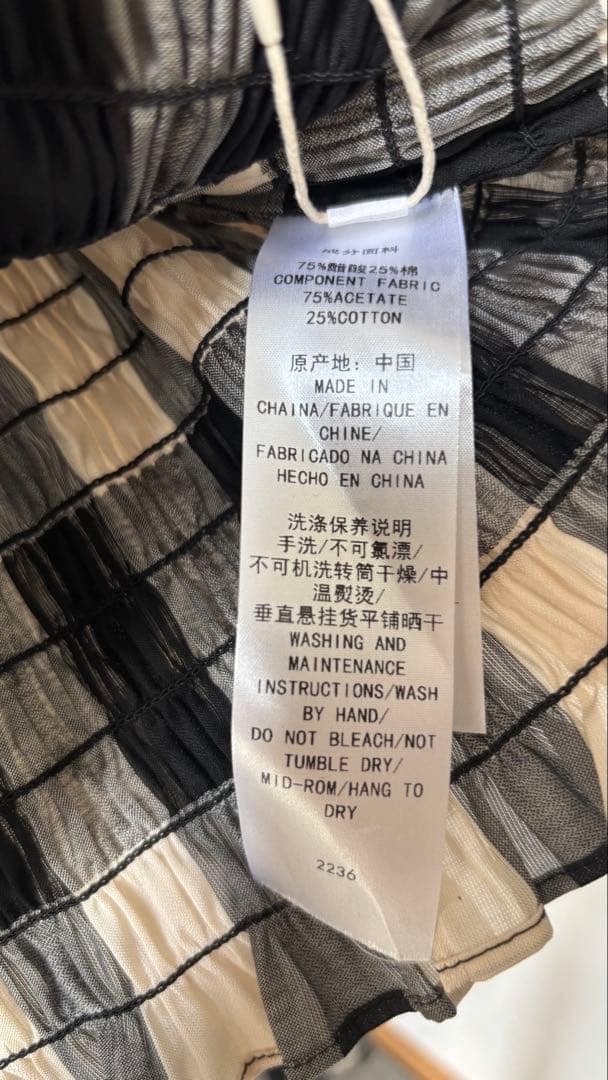 成分面料
75%醋酸25%棉
COMPONENT FABRIC
75%ACETATE
25%COTTON
原产地：中国
MADE IN
CHAINA/FABRIQUE EN
CHINE/
FABRICADO NA CHINA
HECHO EN CHINA
洗涤保养说明
手洗/不可氯漂/
不可机洗转筒干燥/中
温熨烫/
垂直悬挂货平铺晒干
WASHING AND
MAINTENANCE
INSTRUCTIONS/WASH
BY HAND/
DO NOT BLEACH/NOT
TUMBLE DRY/
MID-ROM/HANG TO
DRY
2236